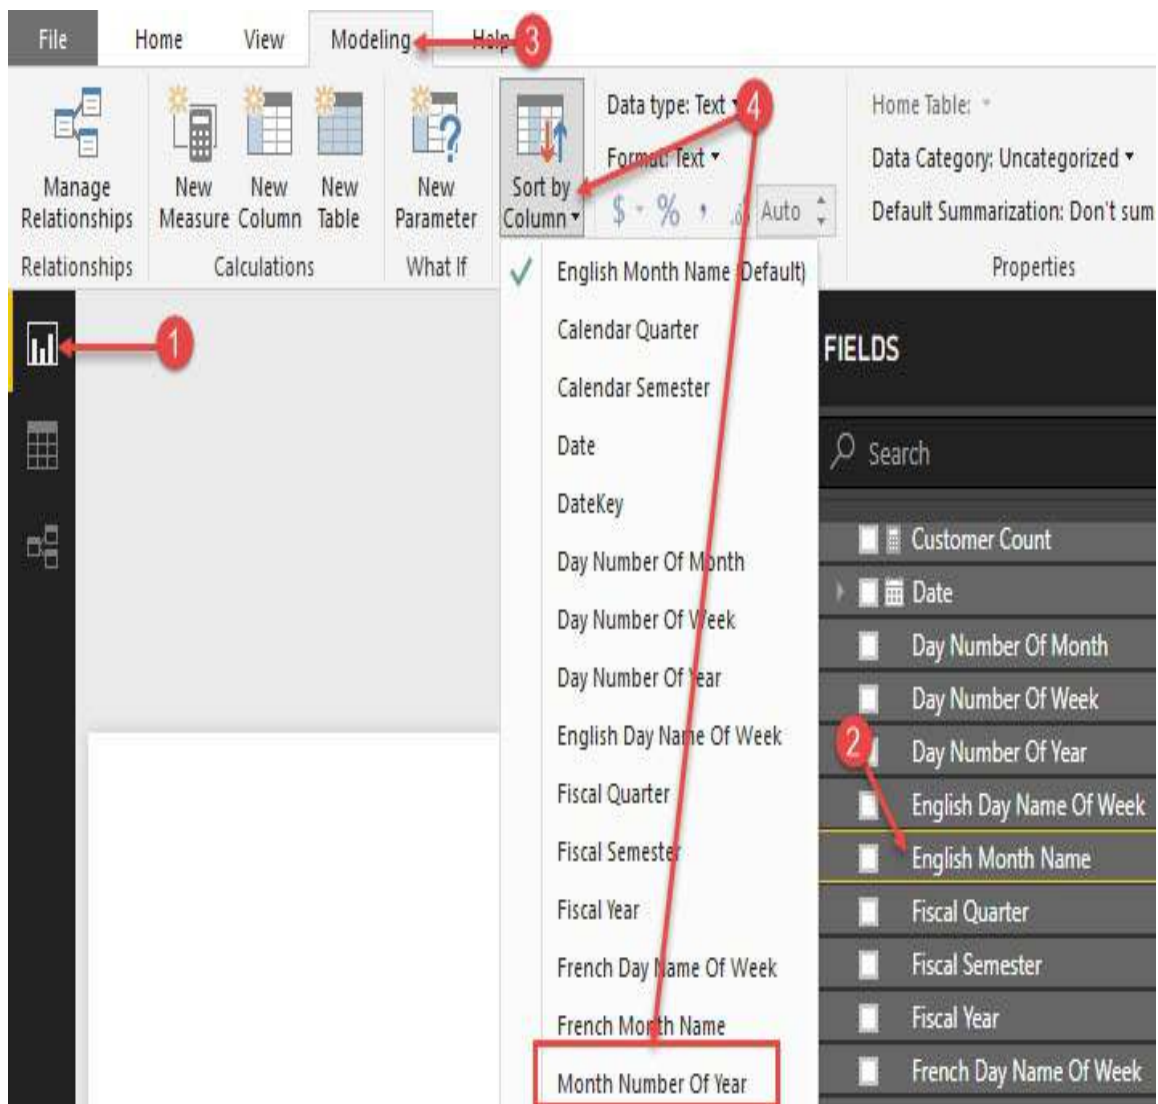 File Home View Modeling Help 3
Manage Relationships
New Measure
New Column
New Table
New Parameter
Sort by Column
Data type: Text
4
Format: Text
$ % , .00 Auto
Home Table:
Data Category: Uncategorized
Default Summarization: Don't sum
Relationships Calculations What If Properties
English Month Name (Default)
Calendar Quarter
Calendar Semester
Date
DateKey
Day Number Of Month
Day Number Of Week
Day Number Of Year
English Day Name Of Week
Fiscal Quarter
Fiscal Semester
Fiscal Year
French Day Name Of Week
French Month Name
Month Number Of Year
1
FIELDS
Search
Customer Count
Date
Day Number Of Month
Day Number Of Week
2
Day Number Of Year
English Day Name Of Week
English Month Name
Fiscal Quarter
Fiscal Semester
Fiscal Year
French Day Name Of Week